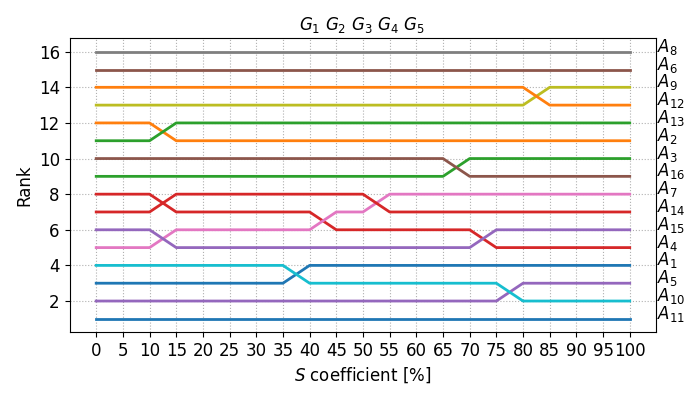 G₁ G₂ G₃ G₄ G₅
16 A₈
A₆
14 A₉
A₁₂
12 A₁₃
A₂
10 A₃
A₁₆
8 A₇
A₁₄
6 A₁₅
A₄
4 A₁
A₅
2 A₁₀
A₁₁
Rank
0 5 10 15 20 25 30 35 40 45 50 55 60 65 70 75 80 85 90 95 100
S coefficient [%]